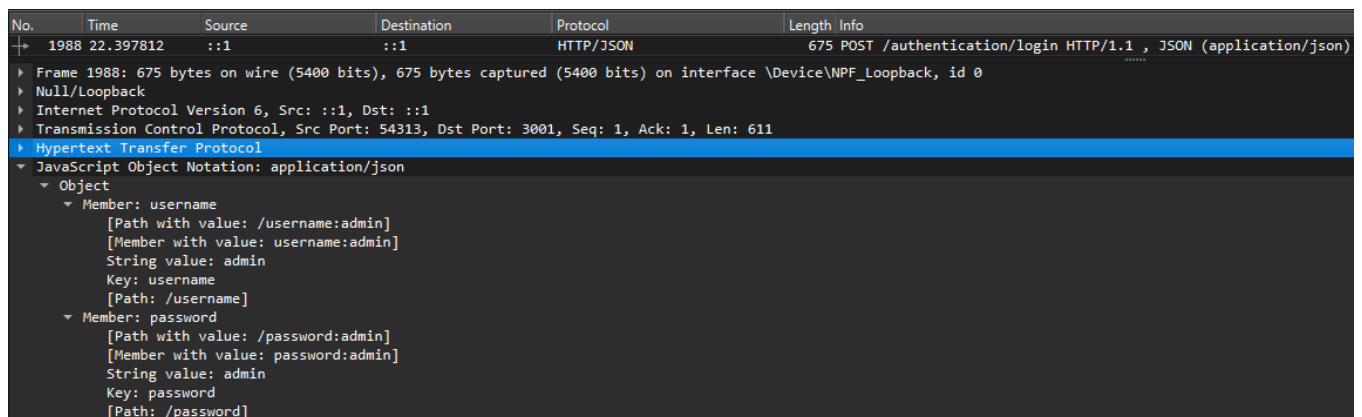 No. Time Source Destination Protocol Length Info
1988 22.397812 ::1 ::1 HTTP/JSON 675 POST /authentication/login HTTP/1.1 , JSON (application/json)
Frame 1988: 675 bytes on wire (5400 bits), 675 bytes captured (5400 bits) on interface \Device\NPF_Loopback, id 0
Null/Loopback
Internet Protocol Version 6, Src: ::1, Dst: ::1
Transmission Control Protocol, Src Port: 54313, Dst Port: 3001, Seq: 1, Ack: 1, Len: 611
Hypertext Transfer Protocol
JavaScript Object Notation: application/json
Object
Member: username
[Path with value: /username:admin]
[Member with value: username:admin]
String value: admin
Key: username
[Path: /username]
Member: password
[Path with value: /password:admin]
[Member with value: password:admin]
String value: admin
Key: password
[Path: /password]